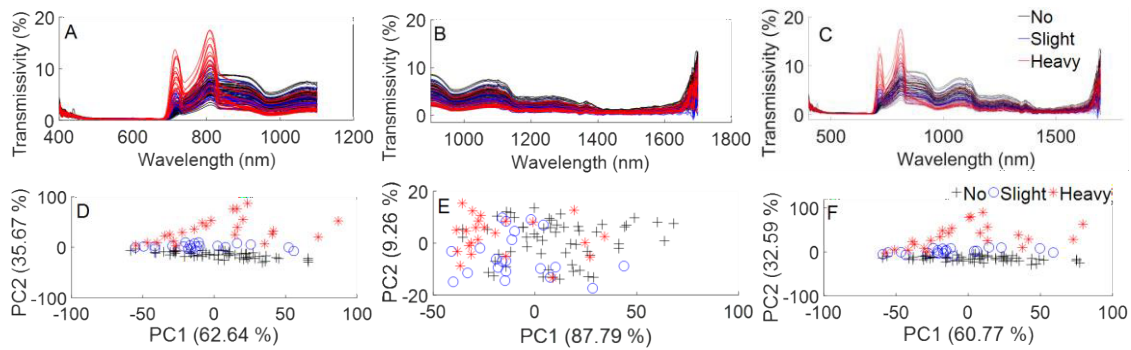 A
Transmissivity (%)
20
10
0
400 600 800 1000 1200
Wavelength (nm)
B
Transmissivity (%)
20
10
0
1000 1200 1400 1600 1800
Wavelength (nm)
C
No
Slight
Heavy
Transmissivity (%)
20
10
0
500 1000 1500
Wavelength (nm)
D
PC2 (35.67 %)
100
0
-100
-100 -50 0 50 100
PC1 (62.64 %)
E
PC2 (9.26 %)
20
10
0
-10
-20
-50 0 50 100
PC1 (87.79 %)
F
No Slight Heavy
PC2 (32.59 %)
100
0
-100
-100 -50 0 50 100
PC1 (60.77 %)